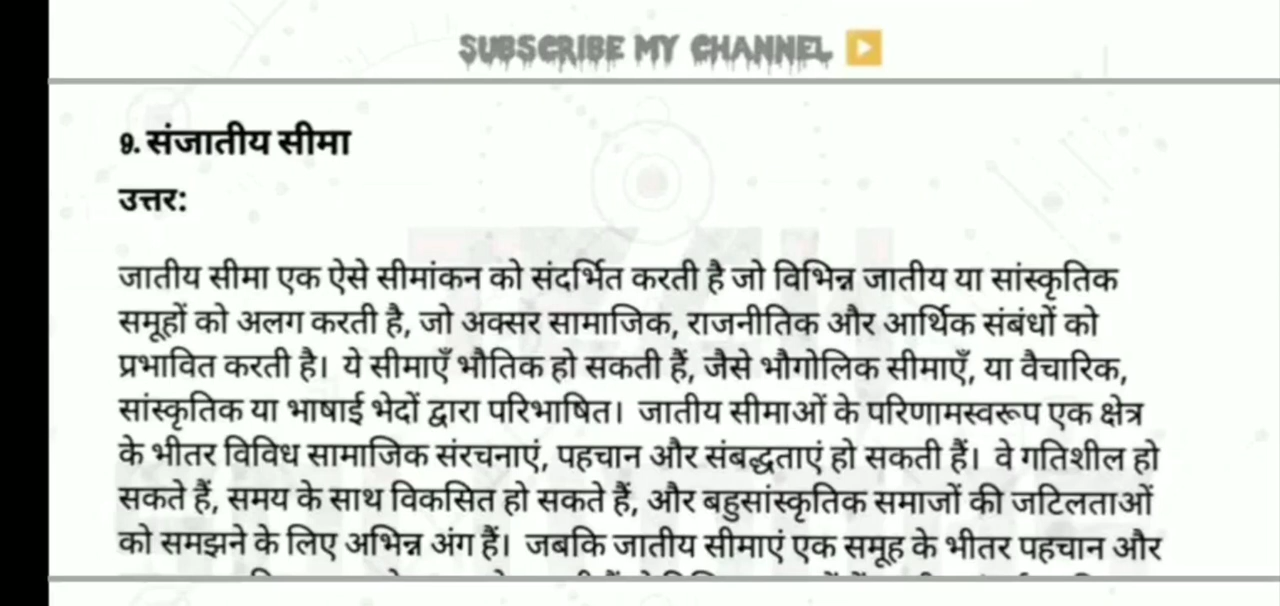 SUBSCRIBE MY CHANNEL
9. संजातीय सीमा
उत्तर:
जातीय सीमा एक ऐसे सीमांकन को संदर्भित करती है जो विभिन्न जातीय या सांस्कृतिक
समूहों को अलग करती है, जो अक्सर सामाजिक, राजनीतिक और आर्थिक संबंधों को
प्रभावित करती है। ये सीमाएँ भौतिक हो सकती हैं, जैसे भौगोलिक सीमाएँ, या वैचारिक,
सांस्कृतिक या भाषाई भेदों द्वारा परिभाषित। जातीय सीमाओं के परिणामस्वरूप एक क्षेत्र
के भीतर विविध सामाजिक संरचनाएं, पहचान और संबद्धताएं हो सकती हैं। वे गतिशील हो
सकते हैं, समय के साथ विकसित हो सकते हैं, और बहुसांस्कृतिक समाजों की जटिलताओं
को समझने के लिए अभिन्न अंग हैं। जबकि जातीय सीमाएं एक समूह के भीतर पहचान और